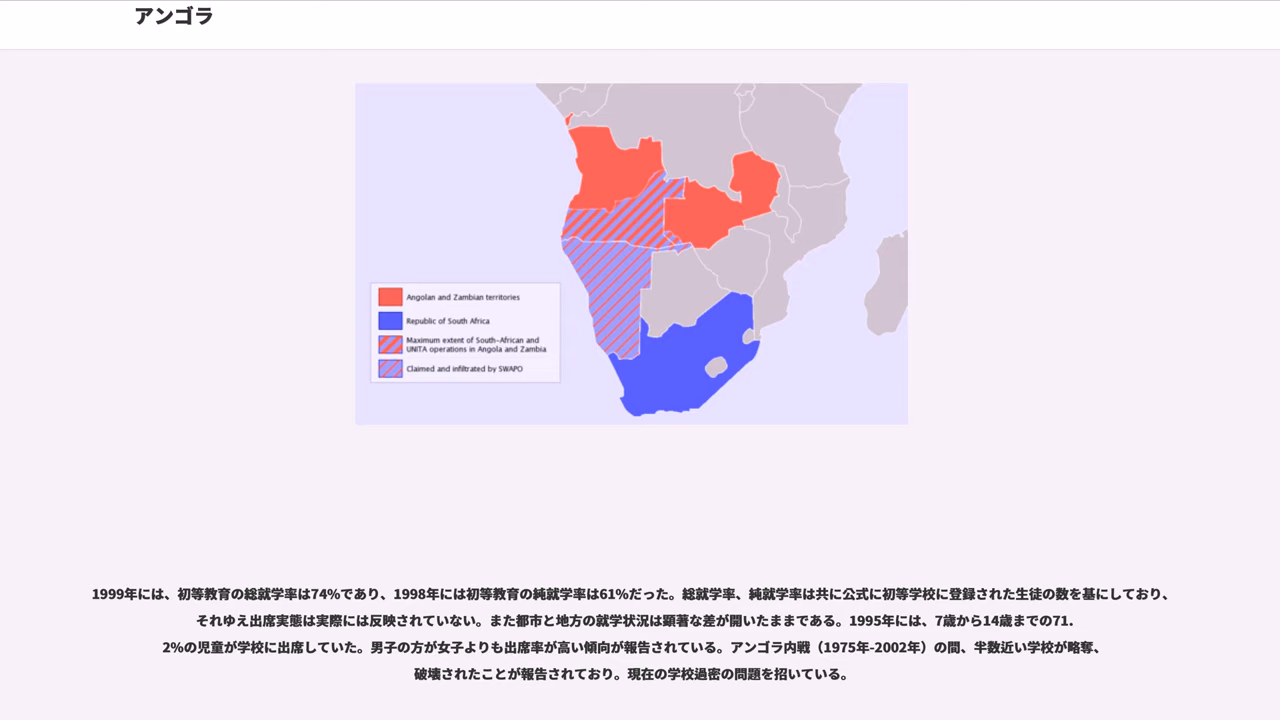 アンゴラ
Angolan and Zambian territories
Republic of South Africa
Maximum extent of South-African and
UNITA operations in Angola and Zambia
Claimed and infiltrated by SWAPO
1999年には、初等教育の総就学率は74%であり、1998年には初等教育の純就学率は61%だった。総就学率、純就学率は共に公式に初等学校に登録された生徒の数を基にしており、
それゆえ出席実態は実際には反映されていない。また都市と地方の就学状況は顕著な差が開いたままである。1995年には、7歳から14歳までの71.
2%の児童が学校に出席していた。男子の方が女子よりも出席率が高い傾向が報告されている。アンゴラ内戦（1975年-2002年）の間、半数近い学校が略奪、
破壊されたことが報告されており。現在の学校過密の問題を招いている。